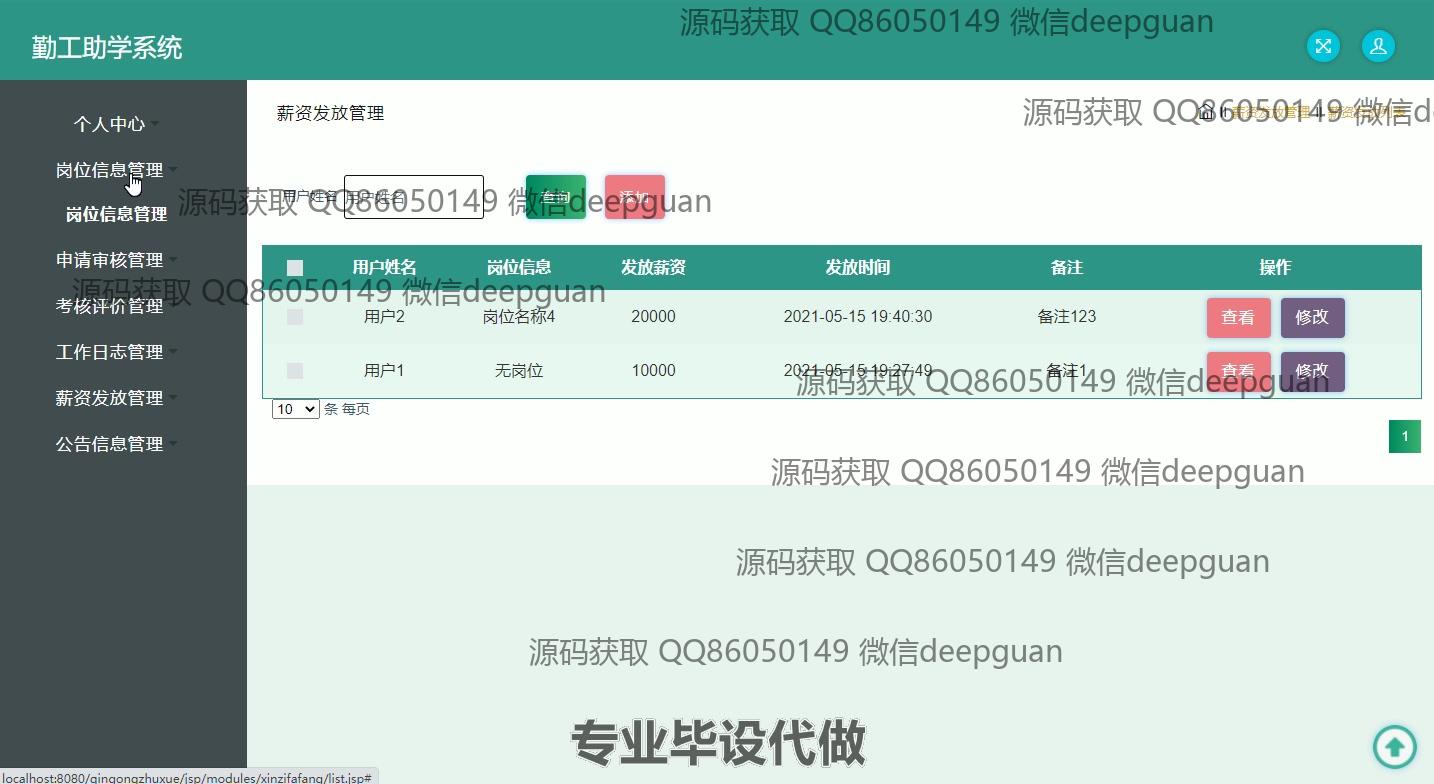 源码获取 QQ86050149 微信deepguan
勤工助学系统
个人中心
岗位信息管理
岗位信息管理
申请审核管理
考核评价管理
工作日志管理
薪资发放管理
公告信息管理
薪资发放管理
薪资发放管理
薪资发放列表
源码获取 QQ86050149 微信d
用户姓名 用户姓名 查询 添加
源码获取 QQ86050149 微信deepguan
用户姓名 岗位信息 发放薪资 发放时间 备注 操作
源码获取 QQ86050149 微信deepguan
用户2 岗位名称4 20000 2021-05-15 19:40:30 备注123 查看 修改
用户1 无岗位 10000 2021-05-15 19:27:49 备注1 查看 修改
源码获取 QQ86050149 微信deepguan
10 条 每页
1
源码获取 QQ86050149 微信deepguan
源码获取 QQ86050149 微信deepguan
源码获取 QQ86050149 微信deepguan
专业毕设代做
localhost:8080/qingongzhuxue/jsp/modules/xinzifafang/list.jsp#